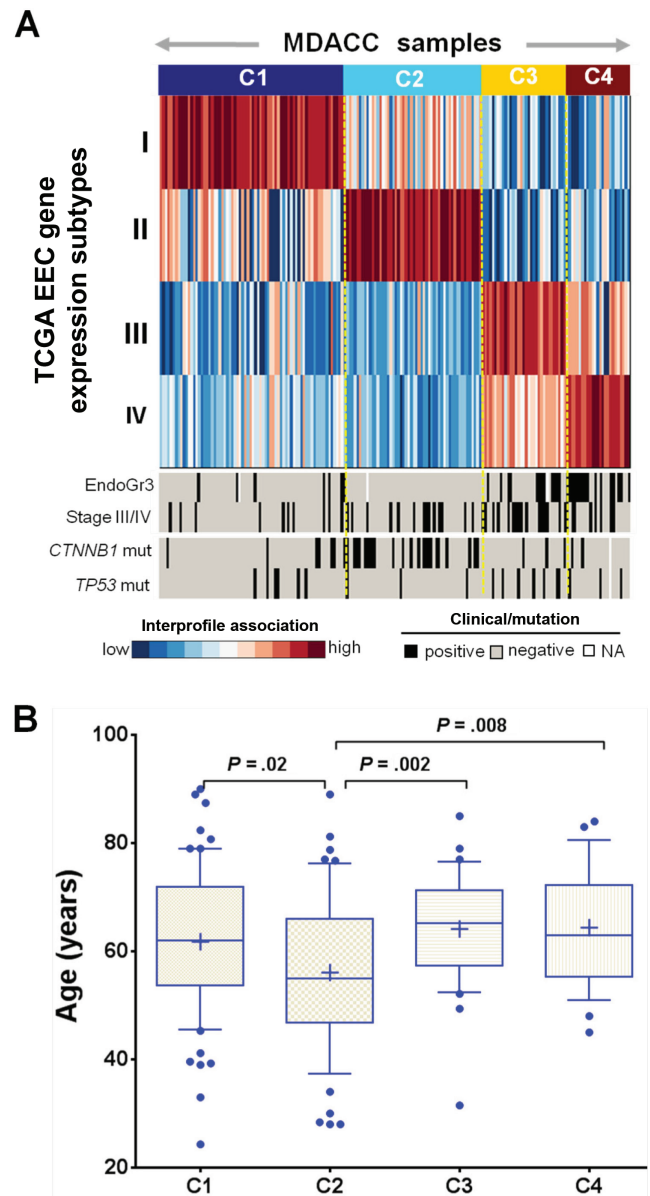 A
MDACC samples
C1 C2 C3 C4
TCGA EEC gene
expression subtypes
I
II
III
IV
EndoGr3
Stage III/IV
CTNNB1 mut
TP53 mut
Interprofile association
low high
Clinical/mutation
positive negative NA
B
P = .008
P = .02 P = .002
Age (years)
100
80
60
40
20
C1 C2 C3 C4